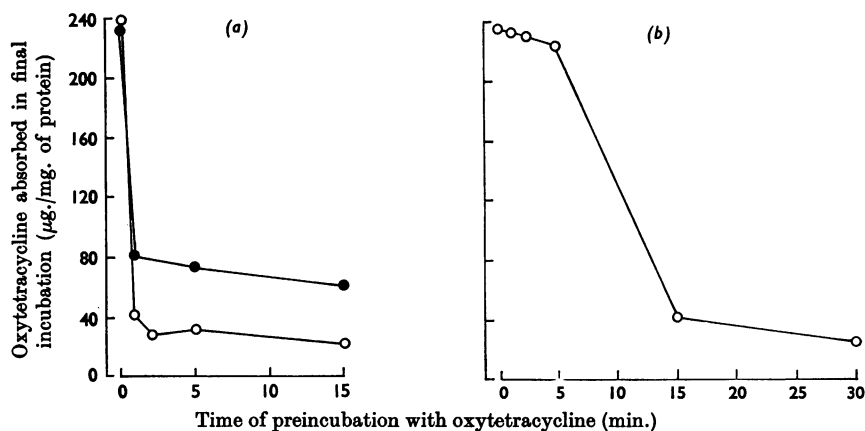 Oxytetracycline absorbed in final
incubation (μg./mg. of protein)
240
200
160
120
80
40
0
(a)
(b)
0 5 10 15
0 5 10 15 20 25 30
Time of preincubation with oxytetracycline (min.)